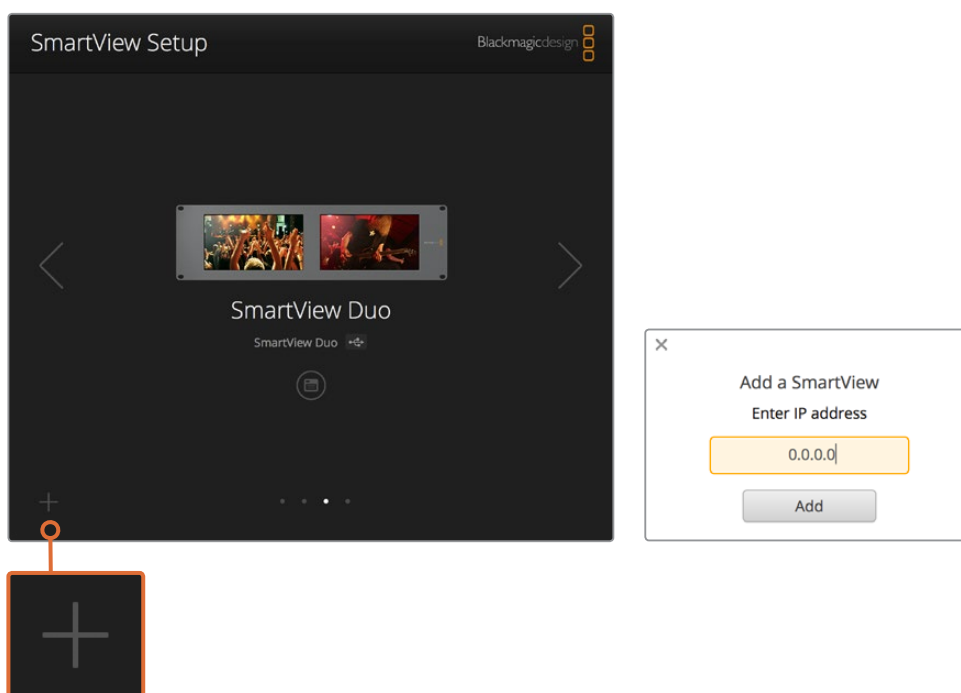 SmartView Setup
Blackmagicdesign
SmartView Duo
SmartView Duo
Add a SmartView
Enter IP address
0.0.0.0
Add